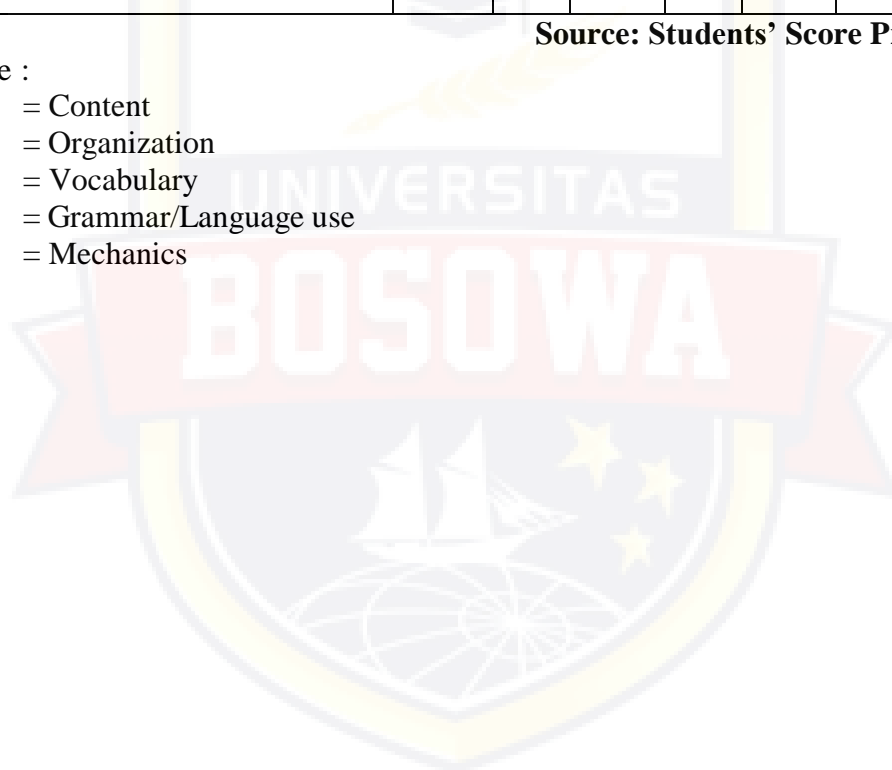 Source: Students' Score
e :
= Content
= Organization
= Vocabulary
= Grammar/Language use
= Mechanics
UNIVERSITAS
BOSOWA